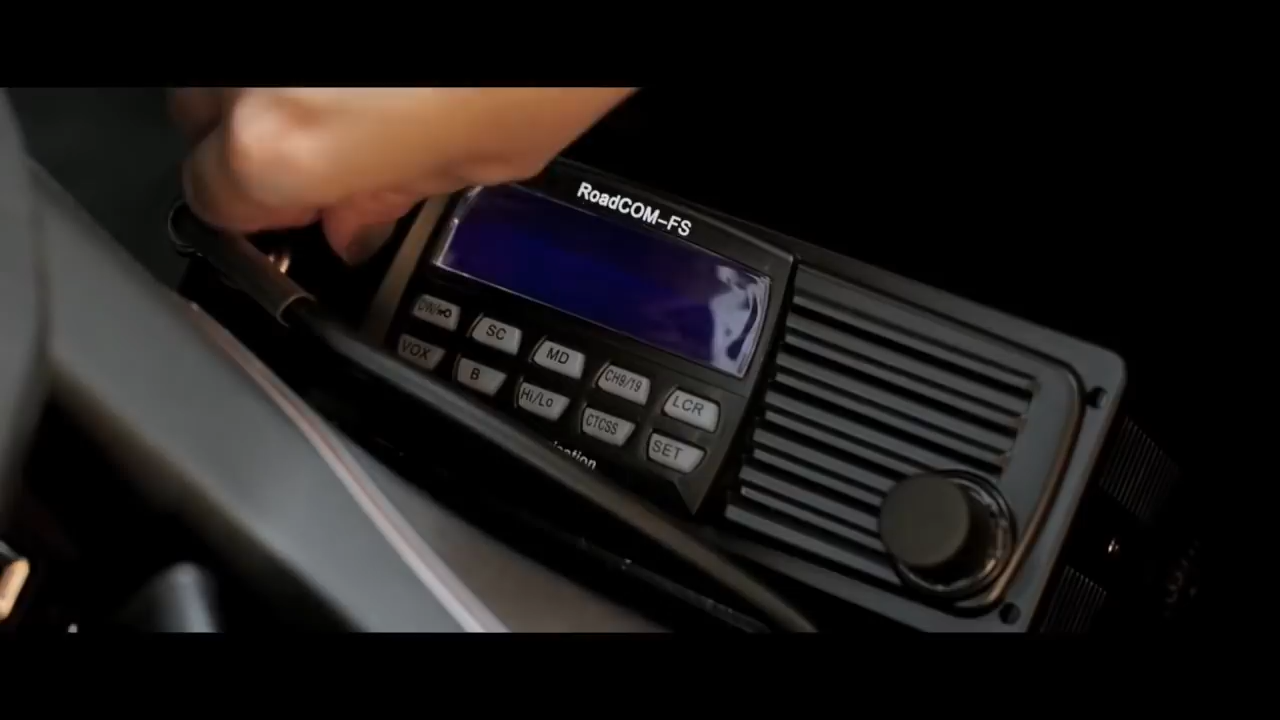 RoadCOM-FS
SC
MD
CH9/19
LCR
VOX
B
Hi/Lo
CTCSS
SET